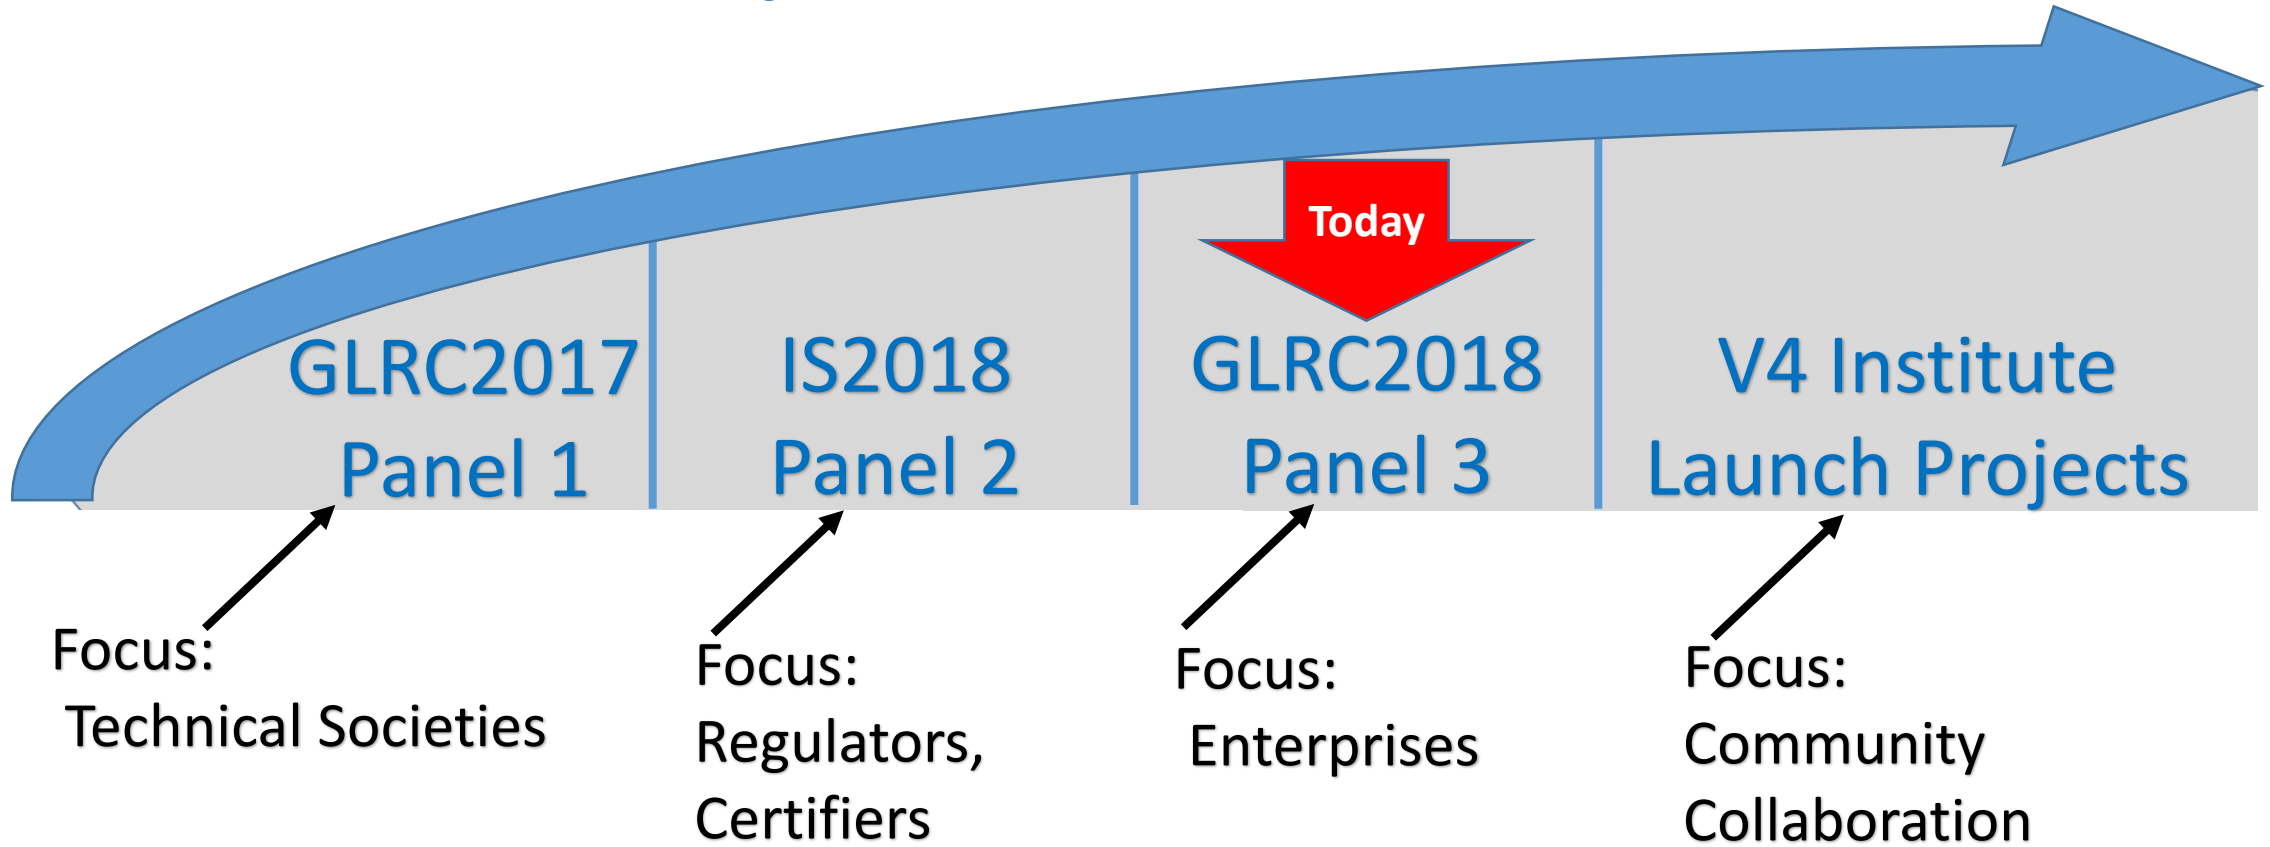 Today
GLRC2017
Panel 1
IS2018
Panel 2
GLRC2018
Panel 3
V4 Institute
Launch Projects
Focus:
Technical Societies
Focus:
Regulators,
Certifiers
Focus:
Enterprises
Focus:
Community
Collaboration